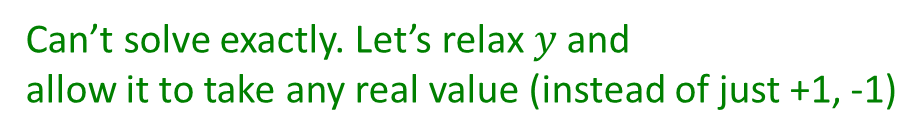 Can’t solve exactly. Let’s relax y and
allow it to take any real value (instead of just +1, -1)